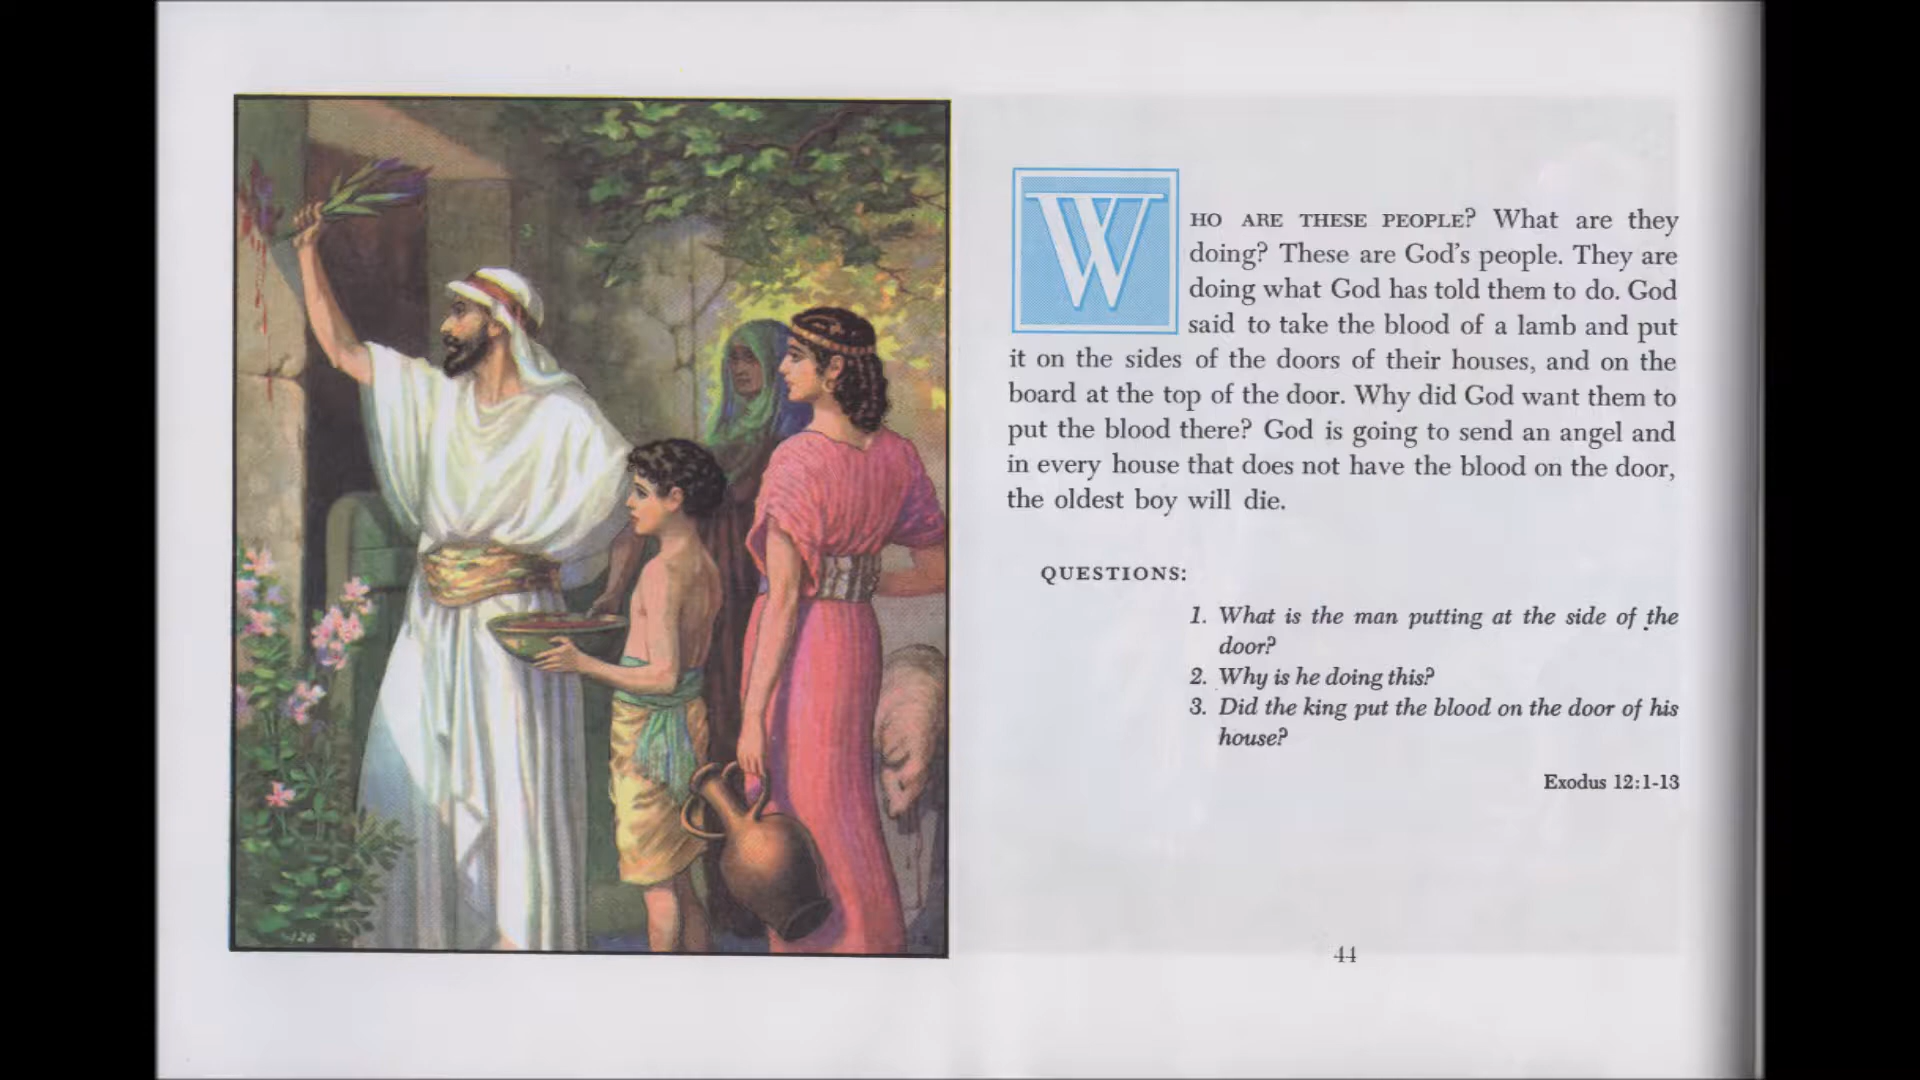 WHO ARE THESE PEOPLE? What are they
doing? These are God's people. They are
doing what God has told them to do. God
said to take the blood of a lamb and put
it on the sides of the doors of their houses, and on the
board at the top of the door. Why did God want them to
put the blood there? God is going to send an angel and
in every house that does not have the blood on the door,
the oldest boy will die.
QUESTIONS:
1. What is the man putting at the side of the
door?
2. Why is he doing this?
3. Did the king put the blood on the door of his
house?
Exodus 12:1-13
44
126